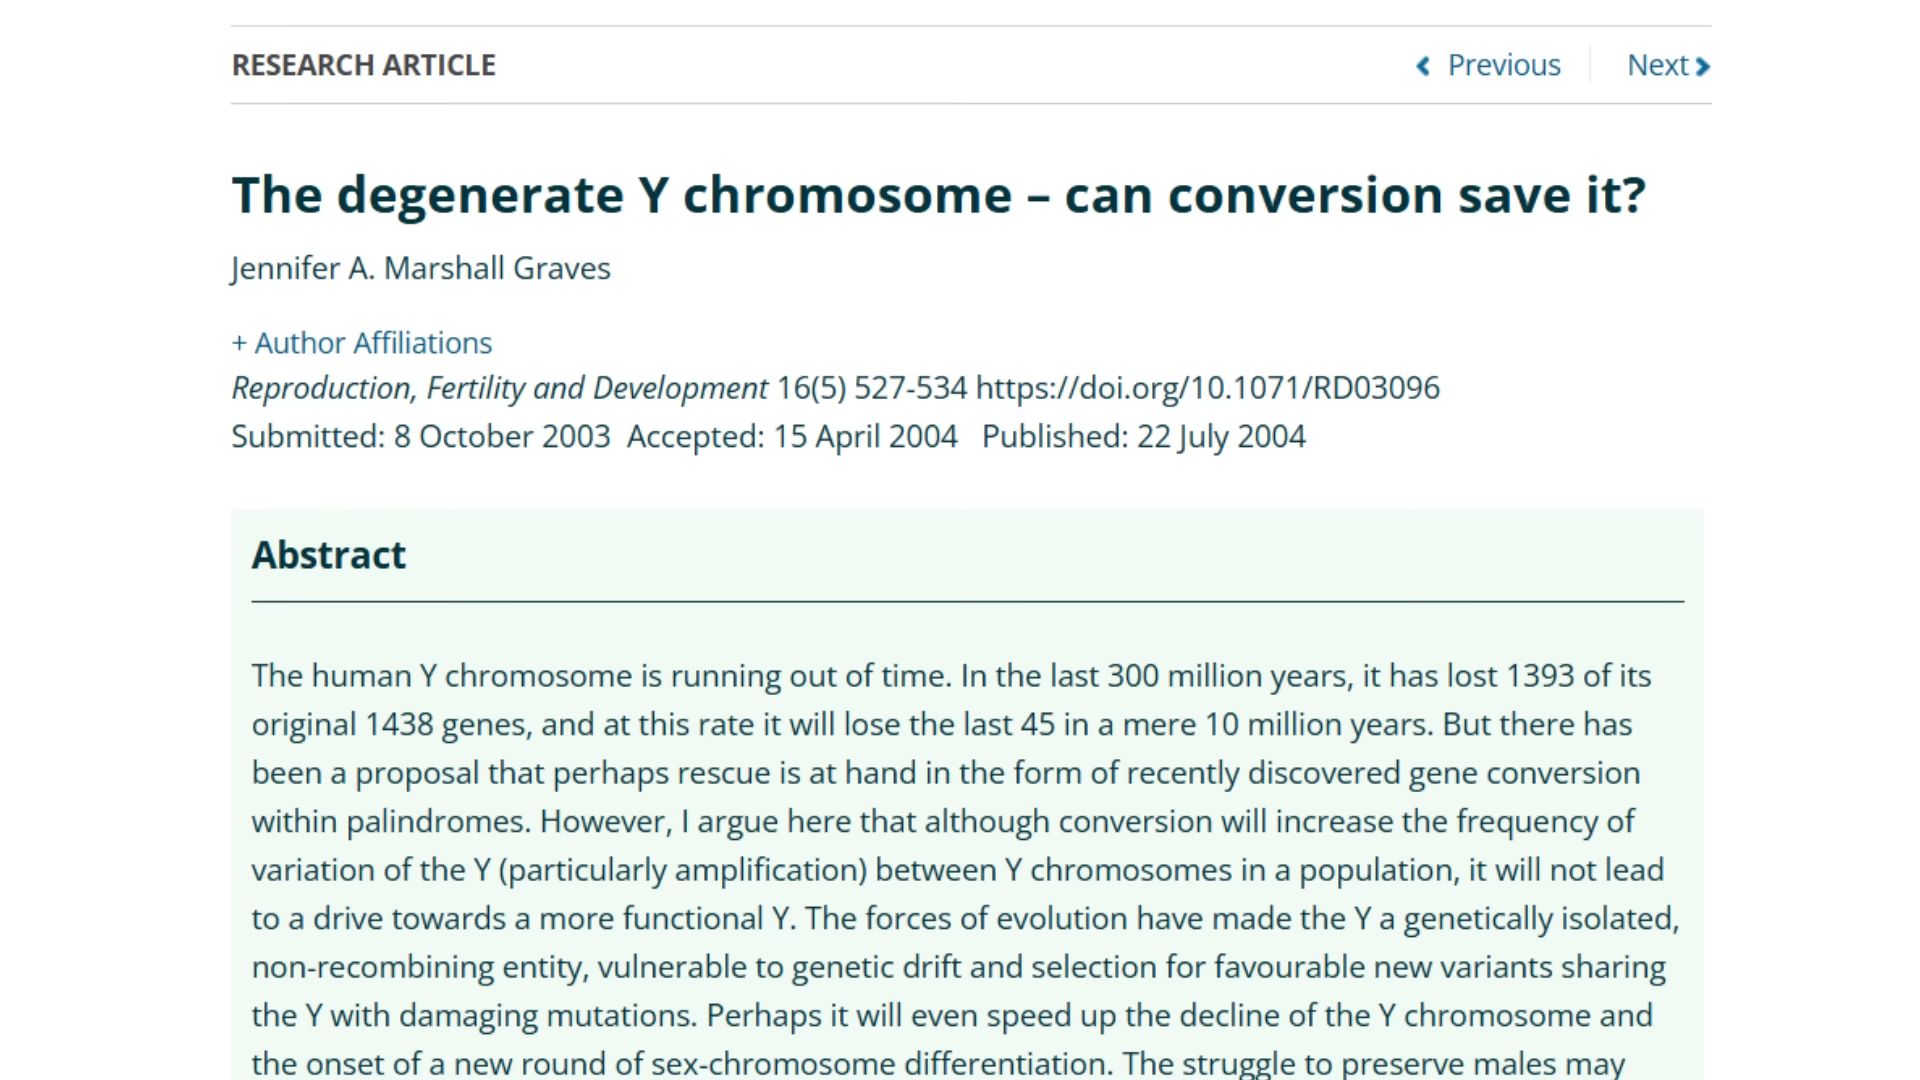 RESEARCH ARTICLE
Previous
Next
The degenerate Y chromosome – can conversion save it?
Jennifer A. Marshall Graves
+ Author Affiliations
Reproduction, Fertility and Development 16(5) 527-534 https://doi.org/10.1071/RD03096
Submitted: 8 October 2003 Accepted: 15 April 2004 Published: 22 July 2004
Abstract
The human Y chromosome is running out of time. In the last 300 million years, it has lost 1393 of its
original 1438 genes, and at this rate it will lose the last 45 in a mere 10 million years. But there has
been a proposal that perhaps rescue is at hand in the form of recently discovered gene conversion
within palindromes. However, I argue here that although conversion will increase the frequency of
variation of the Y (particularly amplification) between Y chromosomes in a population, it will not lead
to a drive towards a more functional Y. The forces of evolution have made the Y a genetically isolated,
non-recombining entity, vulnerable to genetic drift and selection for favourable new variants sharing
the Y with damaging mutations. Perhaps it will even speed up the decline of the Y chromosome and
the onset of a new round of sex-chromosome differentiation. The struggle to preserve males may